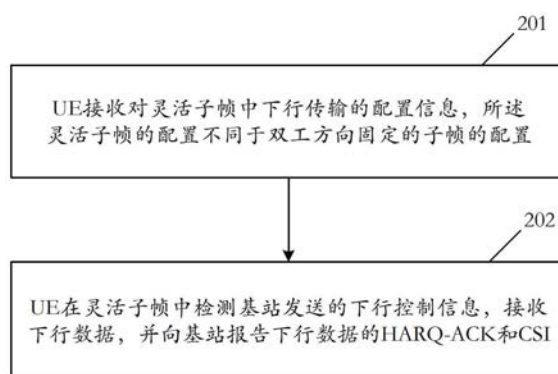 201
UE接收对灵活子帧中下行传输的配置信息，所述
灵活子帧的配置不同于双工方向固定的子帧的配置
202
UE在灵活子帧中检测基站发送的下行控制信息，接收
下行数据，并向基站报告下行数据的HARQ-ACK和CSI